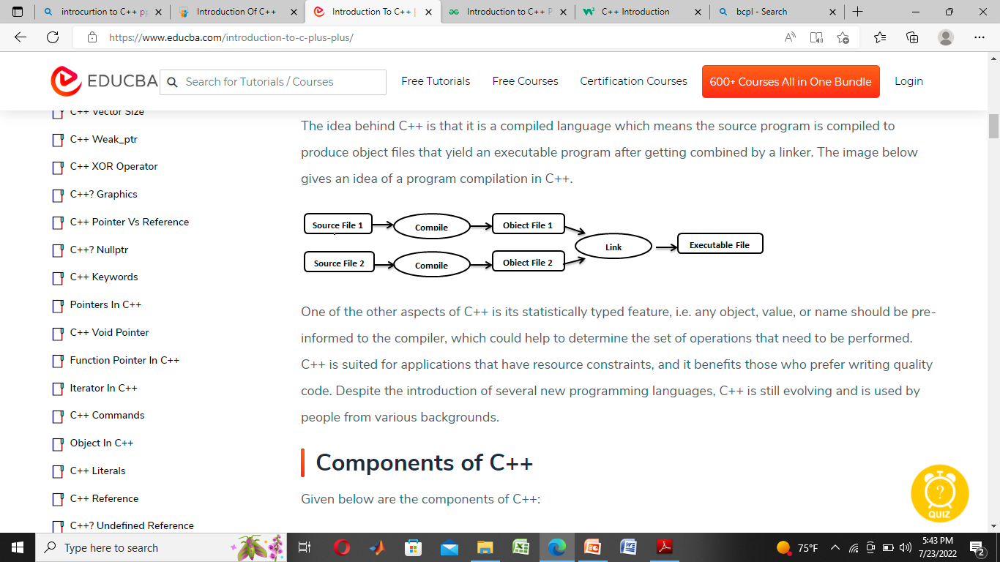 introcurtion to C++ pp
Introduction Of C++
Introduction To C++ |
Introduction to C++ P
C++ Introduction
bcpl - Search
https://www.educba.com/introduction-to-c-plus-plus/
EDUCBA
Search for Tutorials / Courses
Free Tutorials
Free Courses
Certification Courses
600+ Courses All in One Bundle
Login
C++ Vector Size
C++ Weak_ptr
C++ XOR Operator
C++? Graphics
C++ Pointer Vs Reference
C++? Nullptr
C++ Keywords
Pointers In C++
C++ Void Pointer
Function Pointer In C++
Iterator In C++
C++ Commands
Object In C++
C++ Literals
C++ Reference
C++? Undefined Reference
The idea behind C++ is that it is a compiled language which means the source program is compiled to
produce object files that yield an executable program after getting combined by a linker. The image below
gives an idea of a program compilation in C++.
Source File 1
Compile
Object File 1
Link
Executable File
Source File 2
Compile
Object File 2
One of the other aspects of C++ is its statistically typed feature, i.e. any object, value, or name should be pre-
informed to the compiler, which could help to determine the set of operations that need to be performed.
C++ is suited for applications that have resource constraints, and it benefits those who prefer writing quality
code. Despite the introduction of several new programming languages, C++ is still evolving and is used by
people from various backgrounds.
Components of C++
Given below are the components of C++:
?
QUIZ
Type here to search
75°F
5:43 PM
7/23/2022
2